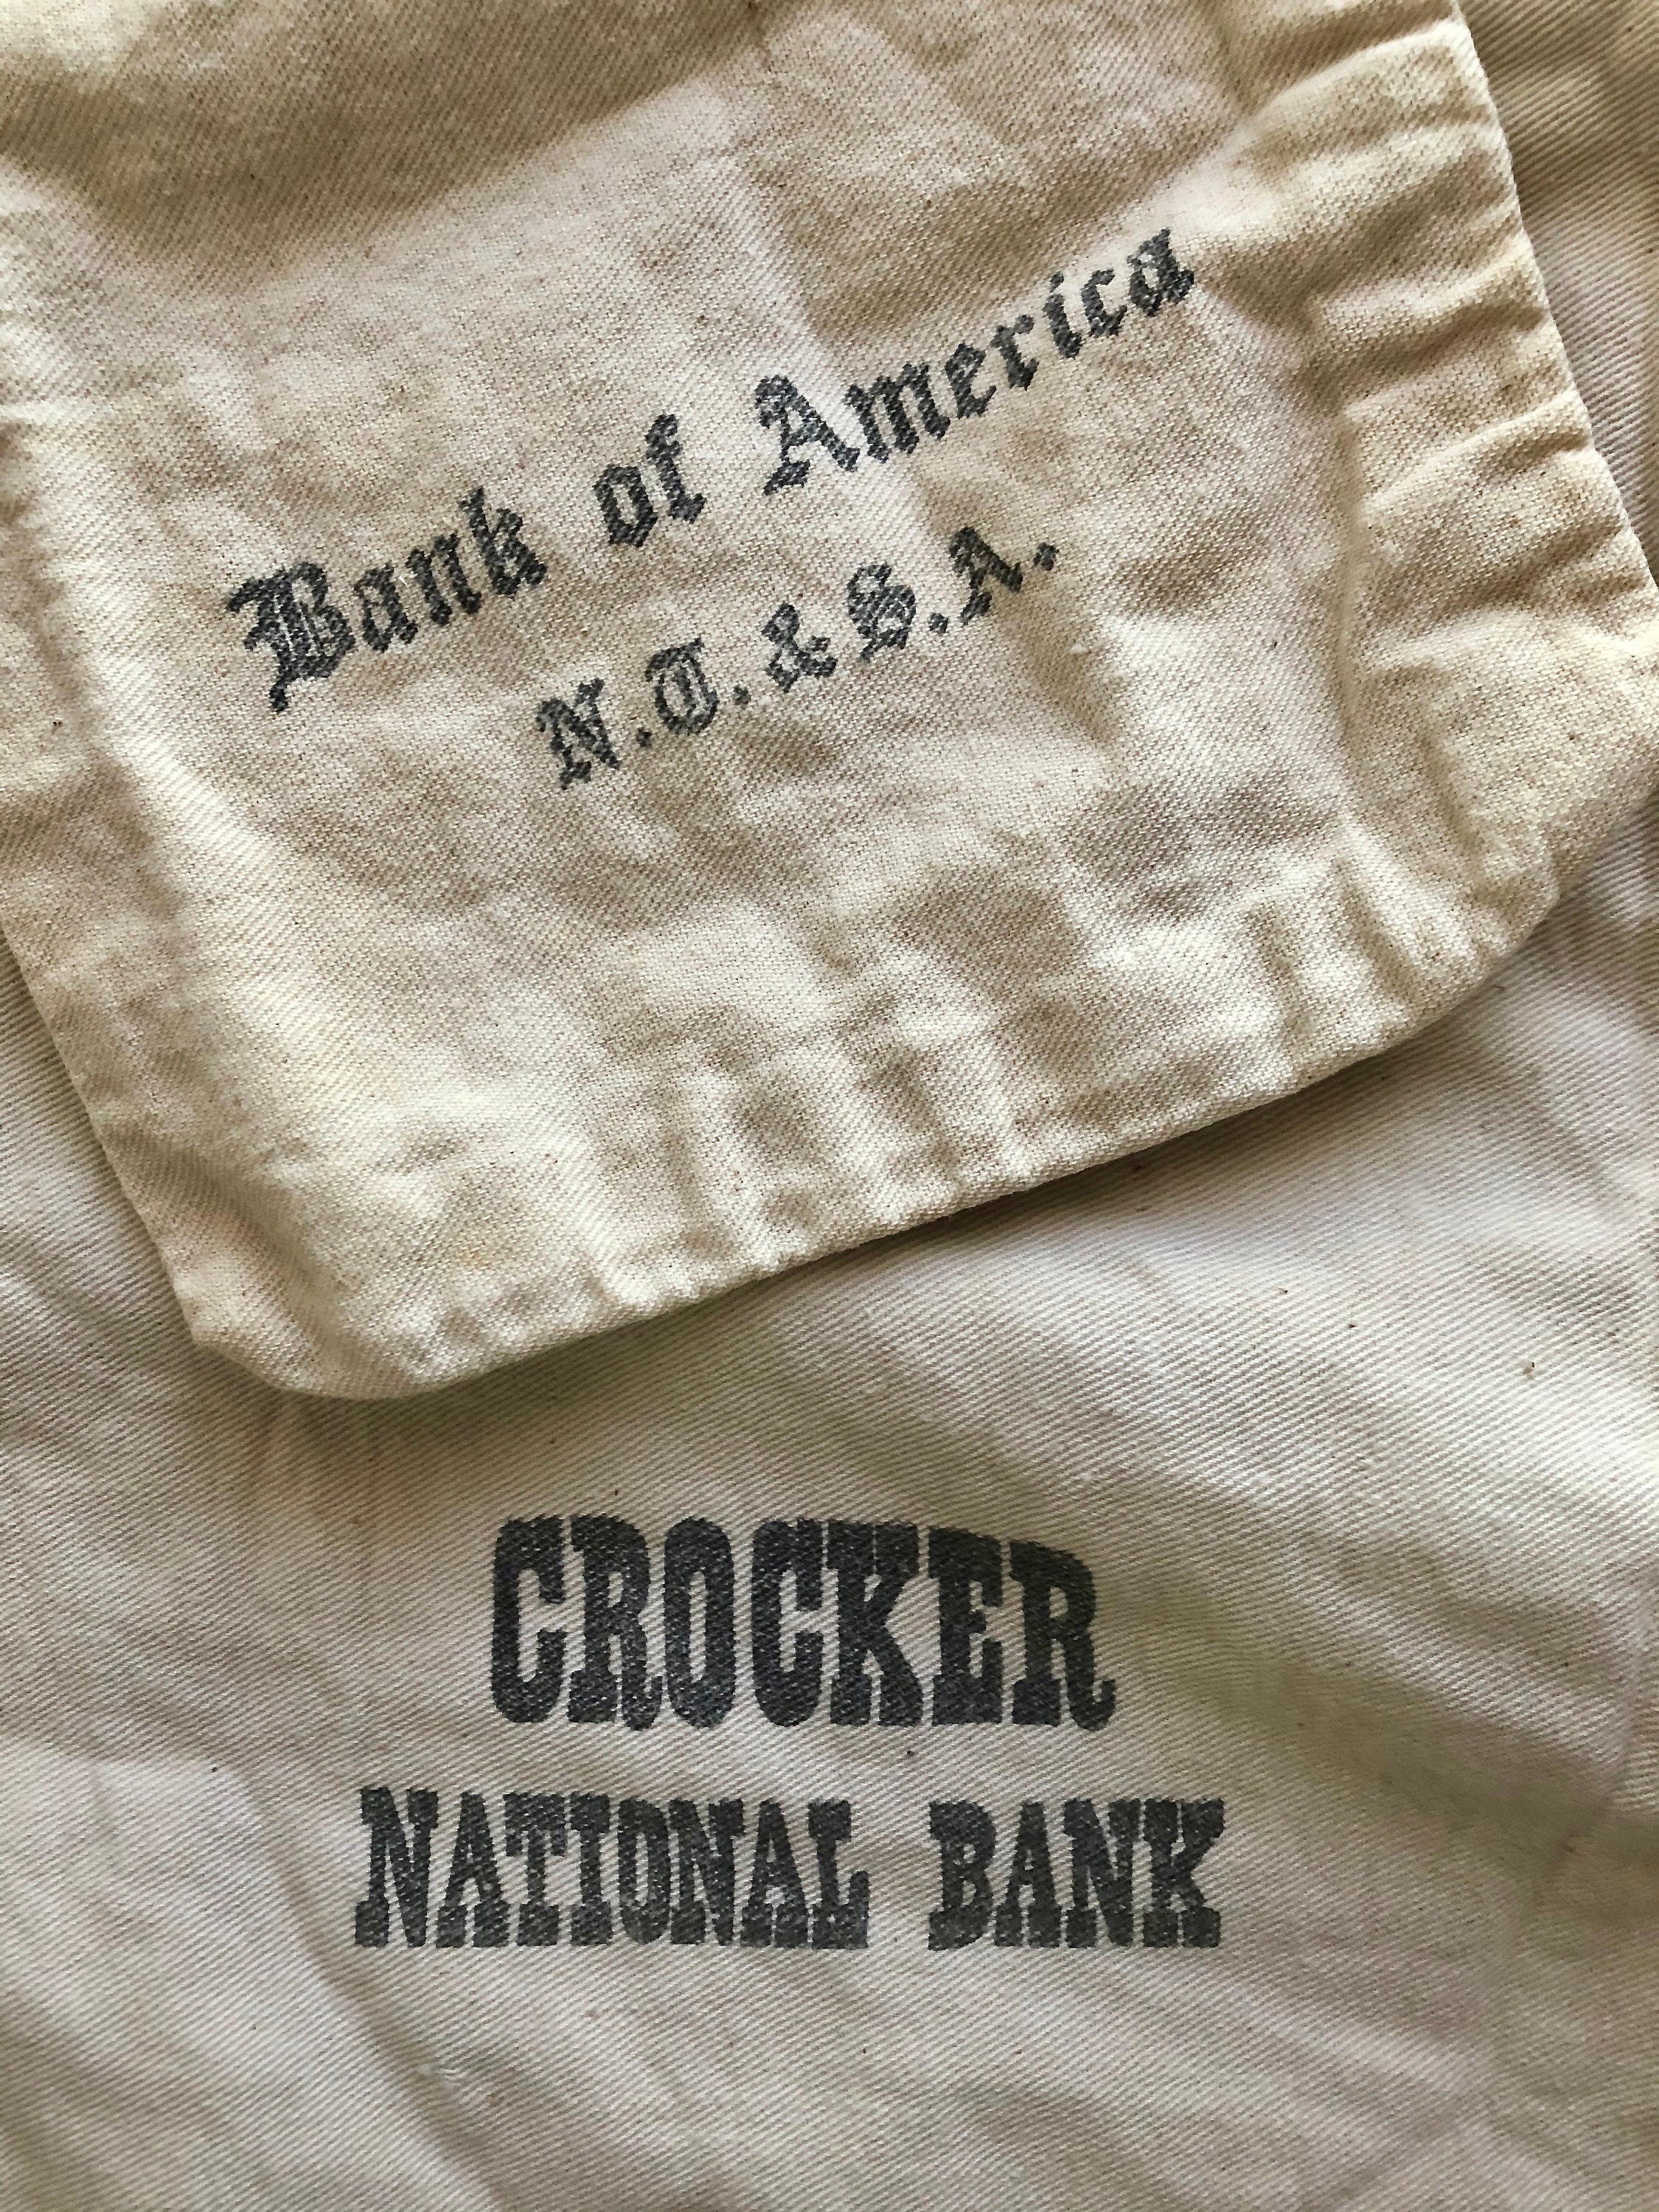 Bank of America
N.T. & S.A.
CROCKER
NATIONAL BANK